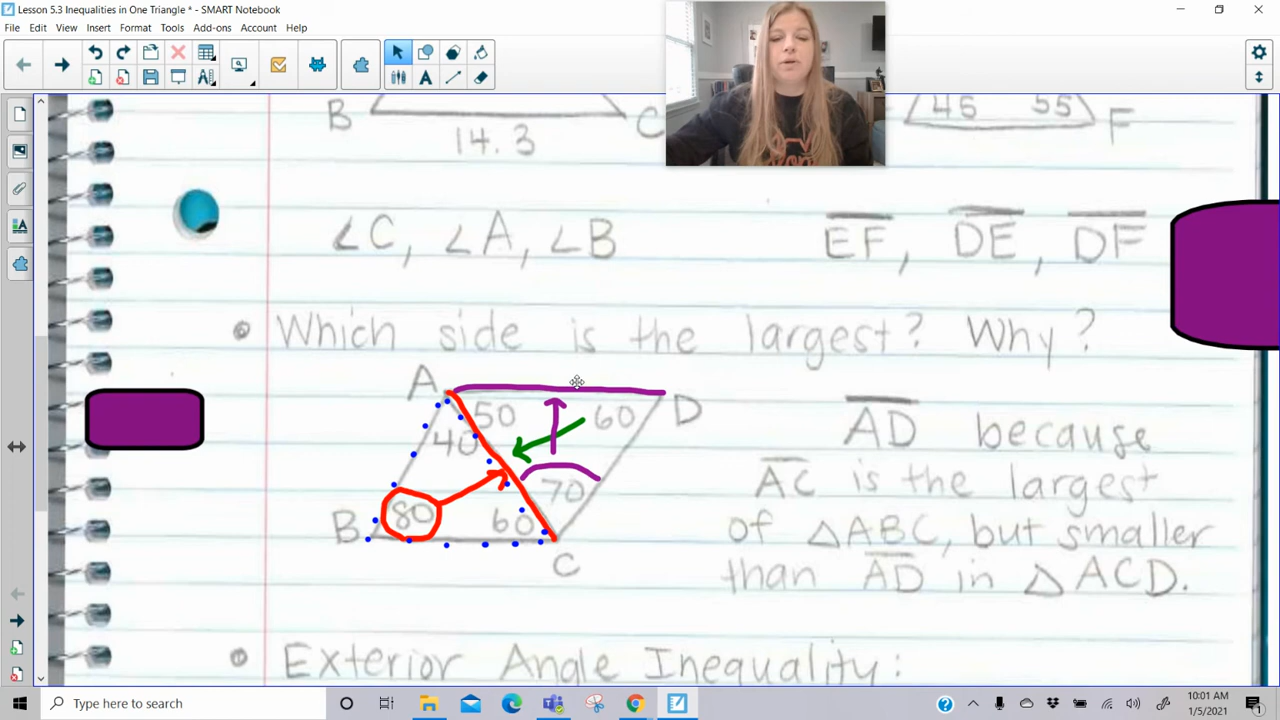 Lesson 5.3 Inequalities in One Triangle * - SMART Notebook
File Edit View Insert Format Tools Add-ons Account Help
B C 45 55 F
14.3
∠C, ∠A, ∠B EF, DE, DF
Which side is the largest? Why?
A 50 60 D
40
70
B 80 60
C
AD because
AC is the largest
of △ABC, but smaller
than AD in △ACD.
Exterior Angle Inequality:
Type here to search
10:01 AM
1/5/2021